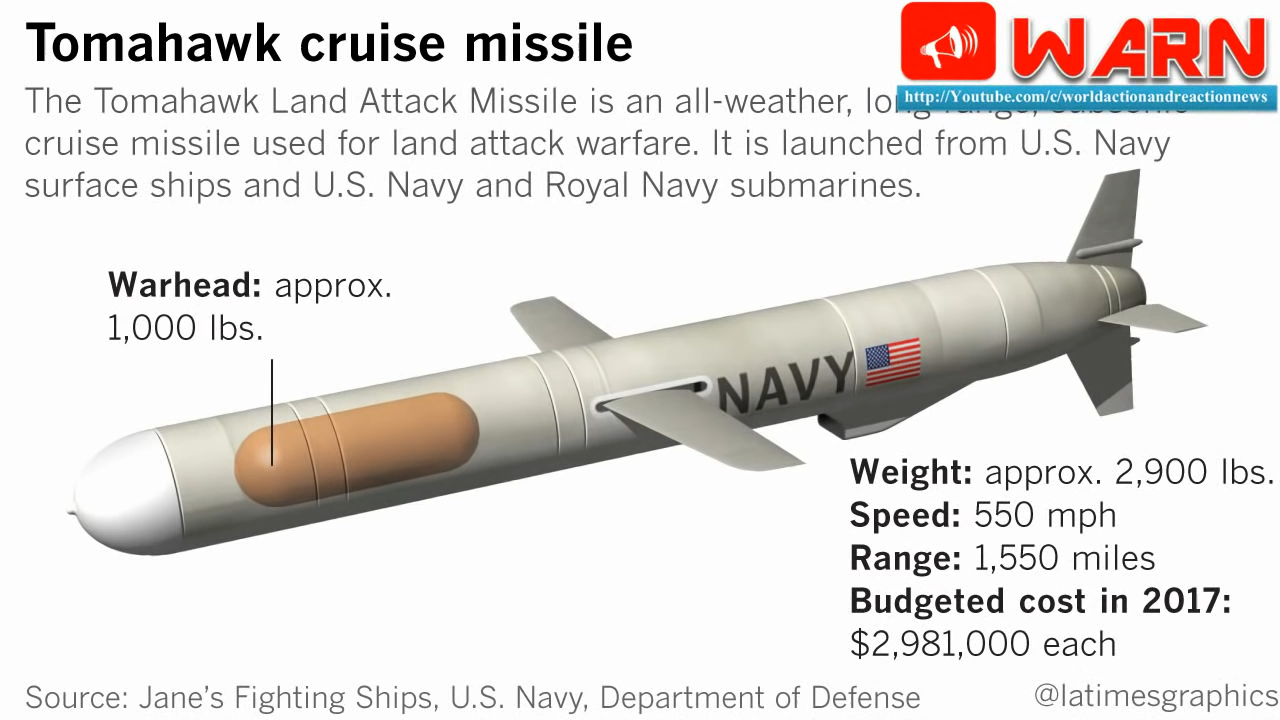 Tomahawk cruise missile
WARN
http://Youtube.com/c/worldactionandreactionnews
The Tomahawk Land Attack Missile is an all-weather,
cruise missile used for land attack warfare. It is launched from U.S. Navy
surface ships and U.S. Navy and Royal Navy submarines.
Warhead: approx.
1,000 lbs.
NAVY
Weight: approx. 2,900 lbs.
Speed: 550 mph
Range: 1,550 miles
Budgeted cost in 2017:
$2,981,000 each
Source: Jane's Fighting Ships, U.S. Navy, Department of Defense
@latimesgraphics